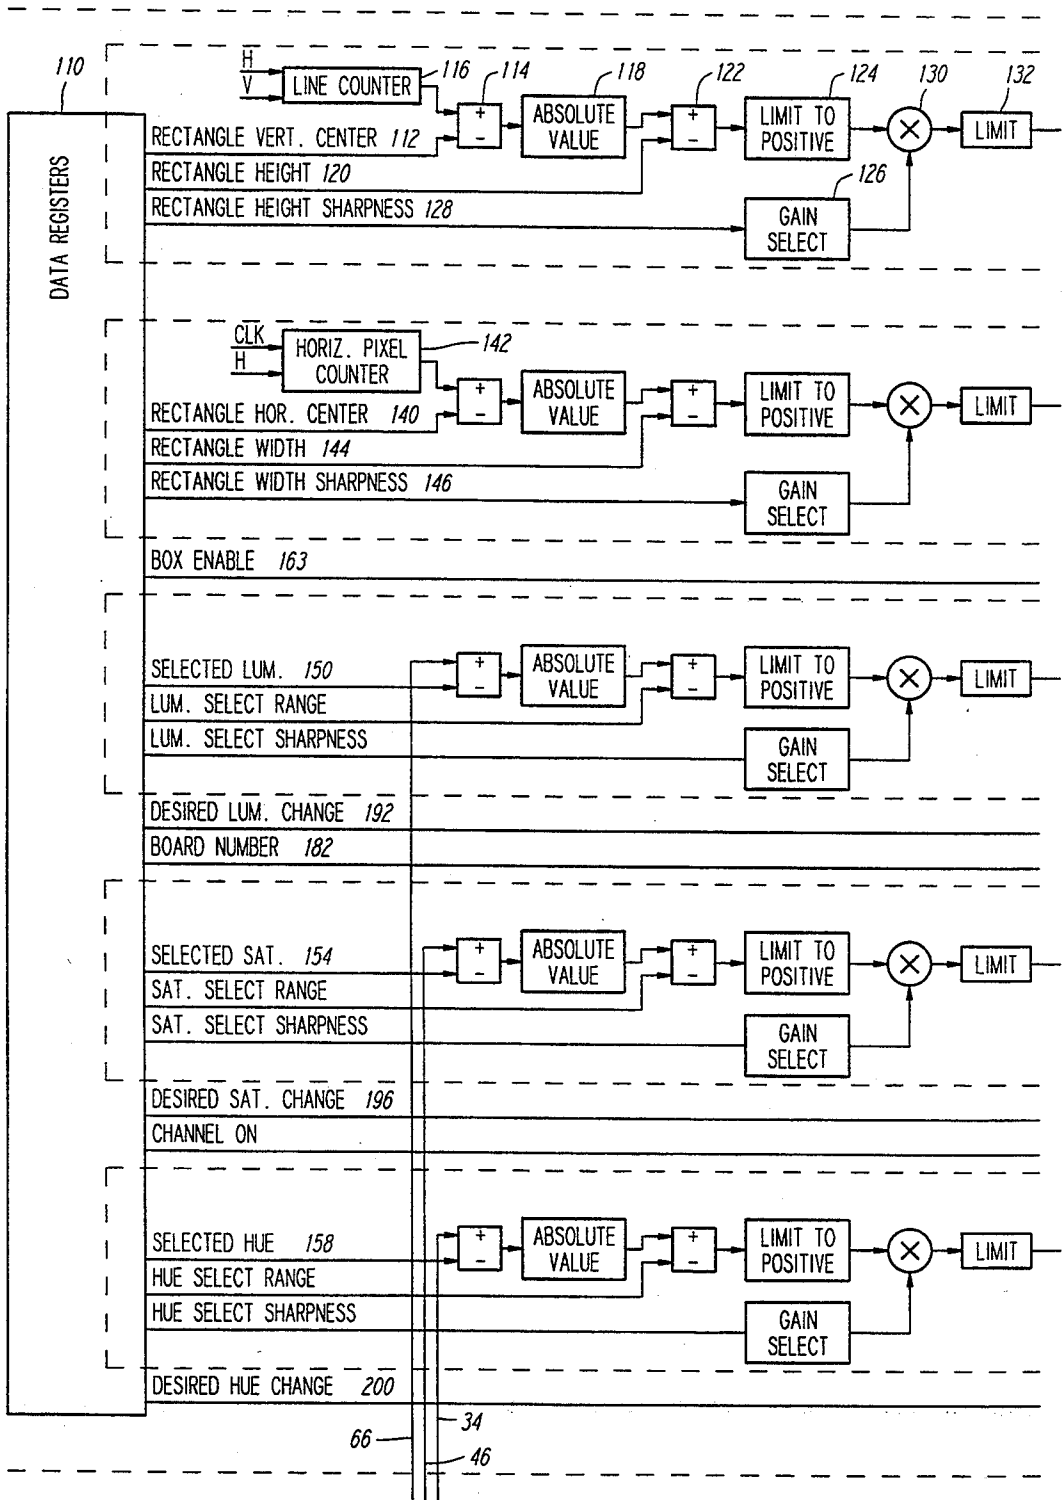 110
DATA REGISTERS
H
V
LINE COUNTER
116
114
118
122
124
130
132
+
−
ABSOLUTE
VALUE
+
−
LIMIT TO
POSITIVE
×
LIMIT
RECTANGLE VERT. CENTER 112
RECTANGLE HEIGHT 120
RECTANGLE HEIGHT SHARPNESS 128
126
GAIN
SELECT
CLK
H
HORIZ. PIXEL
COUNTER
142
+
−
ABSOLUTE
VALUE
+
−
LIMIT TO
POSITIVE
×
LIMIT
RECTANGLE HOR. CENTER 140
RECTANGLE WIDTH 144
RECTANGLE WIDTH SHARPNESS 146
GAIN
SELECT
BOX ENABLE 163
SELECTED LUM. 150
LUM. SELECT RANGE
LUM. SELECT SHARPNESS
+
−
ABSOLUTE
VALUE
+
−
LIMIT TO
POSITIVE
×
LIMIT
GAIN
SELECT
DESIRED LUM. CHANGE 192
BOARD NUMBER 182
SELECTED SAT. 154
SAT. SELECT RANGE
SAT. SELECT SHARPNESS
+
−
ABSOLUTE
VALUE
+
−
LIMIT TO
POSITIVE
×
LIMIT
GAIN
SELECT
DESIRED SAT. CHANGE 196
CHANNEL ON
SELECTED HUE 158
HUE SELECT RANGE
HUE SELECT SHARPNESS
+
−
ABSOLUTE
VALUE
+
−
LIMIT TO
POSITIVE
×
LIMIT
GAIN
SELECT
DESIRED HUE CHANGE 200
66
34
46